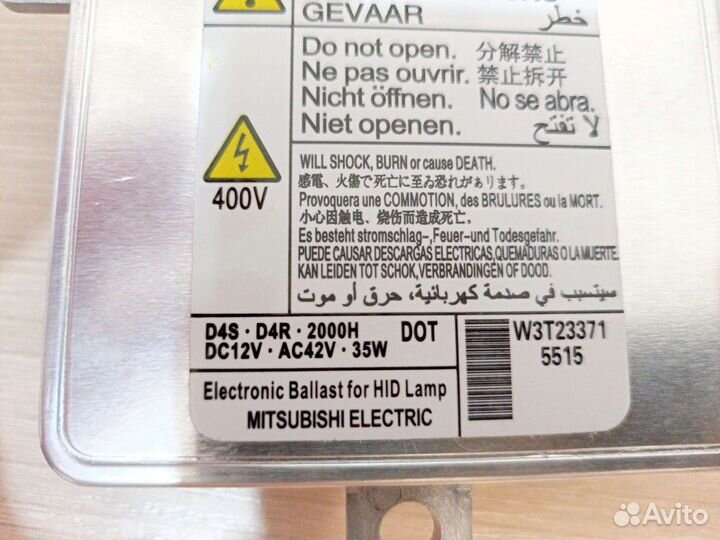 GEVAAR
خطر
Do not open. 分解禁止
Ne pas ouvrir. 禁止拆开
Nicht öffnen. No se abra.
Niet openen. لا تفتح
400V
WILL SHOCK, BURN or cause DEATH.
感電、火傷で死亡に至る恐れがぁリます。
Provoquera une COMMOTION, des BRULURES ou la MORT.
小心因触电、烧伤而造成死亡。
Es besteht stromschlag-,Feuer-und Todesgefahr.
PUEDE CAUSAR DESCARGAS ELECTRICAS,QUEMADURAS O LA MUERTE.
KAN LEIDEN TOT SCHOK,VERBRANDINGEN OF DOOD.
سيتسبب في صدمة كهربائية، حرق أو موت
D4S · D4R · 2000H DOT
DC12V · AC42V · 35W
W3T23371
5515
Electronic Ballast for HID Lamp
MITSUBISHI ELECTRIC
Avito